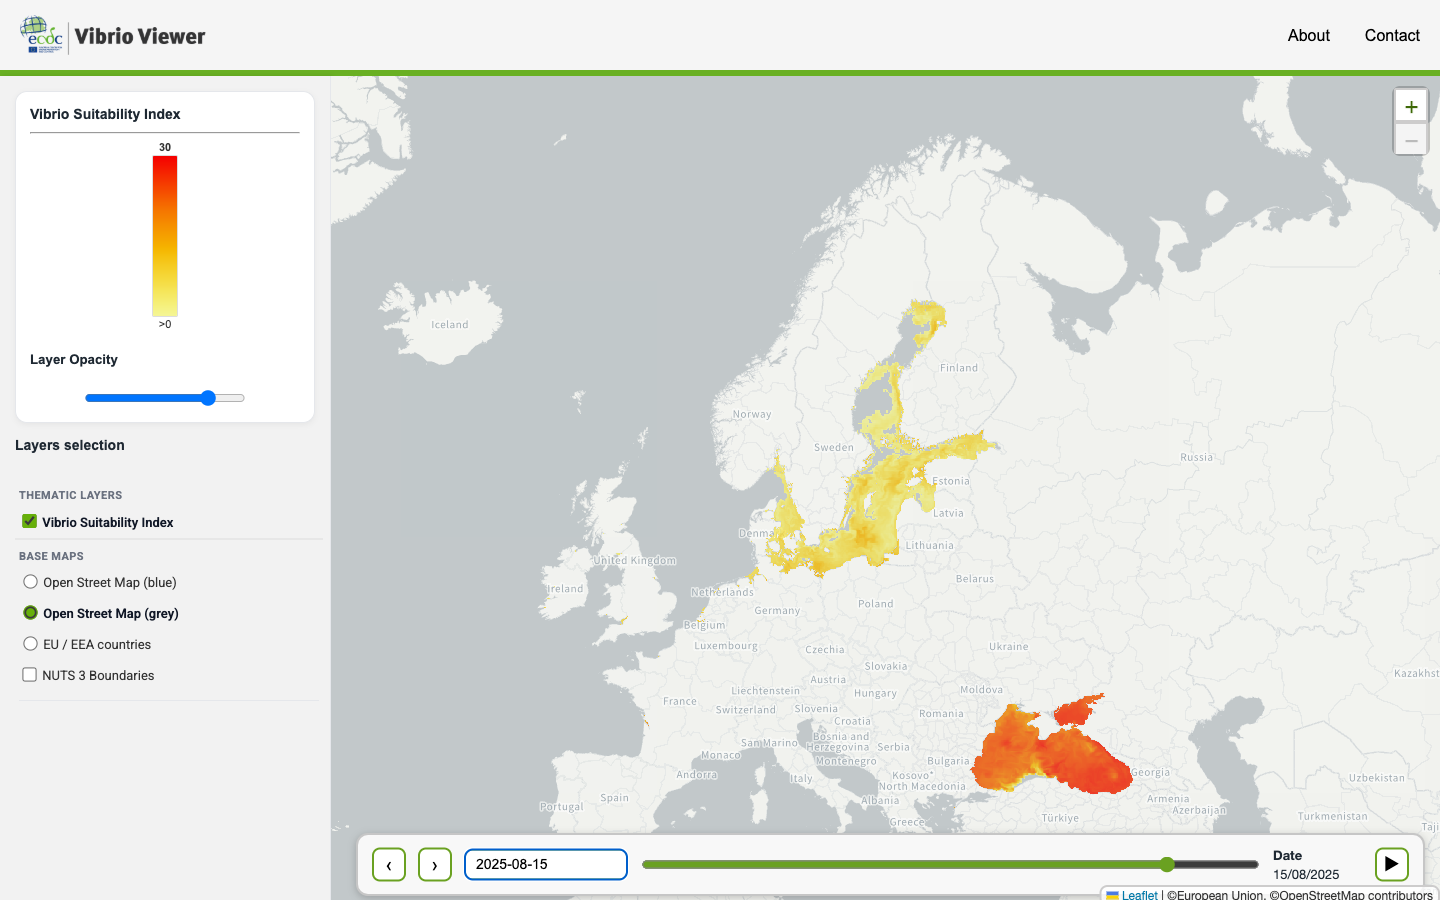 ecdc
Vibrio Viewer
About
Contact
Vibrio Suitability Index
30
>0
Layer Opacity
Layers selection
THEMATIC LAYERS
Vibrio Suitability Index
BASE MAPS
Open Street Map (blue)
Open Street Map (grey)
EU / EEA countries
NUTS 3 Boundaries
+
−
Iceland
Finland
Norway
Sweden
Russia
Estonia
Latvia
Denma
Lithuania
United Kingdom
Belarus
Ireland
Netherlands
Poland
Germany
Belgium
Luxembourg
Czechia
Ukraine
Slovakia
Kazakhst
Austria
Liechtenstein
Hungary
Moldova
France
Switzerland
Slovenia
Romania
Croatia
Bosnia and
Herzegovina
San Marino
Serbia
Monaco
Montenegro
Bulgaria
Andorra
Italy
Kosovo*
Georgia
Uzbekistan
North Macedonia
Spain
Albania
Armenia
Portugal
Azerbaijan
Greece
Türkiye
Turkmenistan
Taji
‹
›
2025-08-15
Date
15/08/2025
Leaflet | ©European Union, ©OpenStreetMap contributors